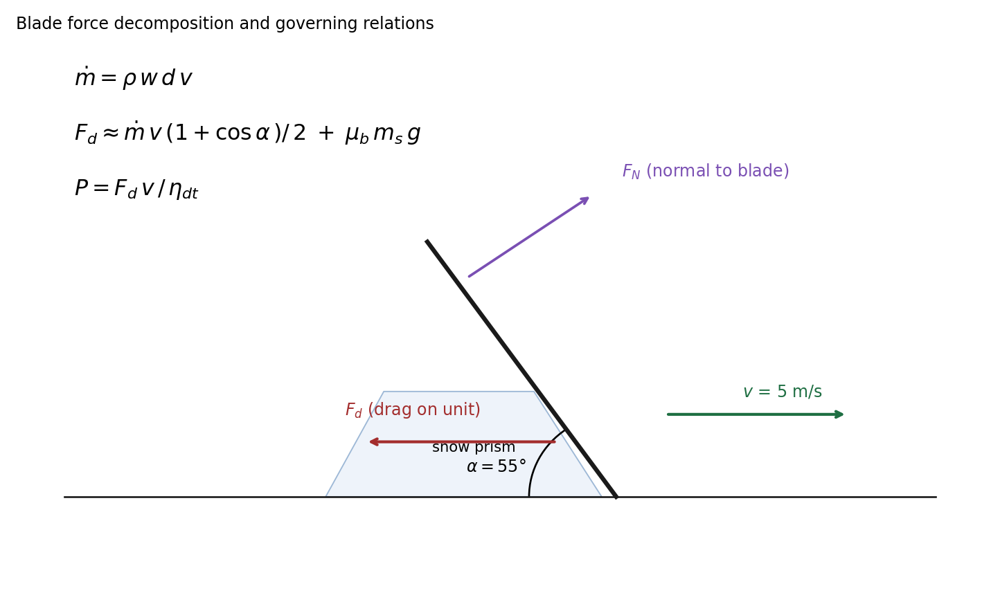 Blade force decomposition and governing relations
ṁ = ρ w d v
F_d ≈ ṁ v (1 + cos α)/ 2 + μ_b m_s g
P = F_d v / η_dt
F_N (normal to blade)
v = 5 m/s
F_d (drag on unit)
snow prism
α = 55°